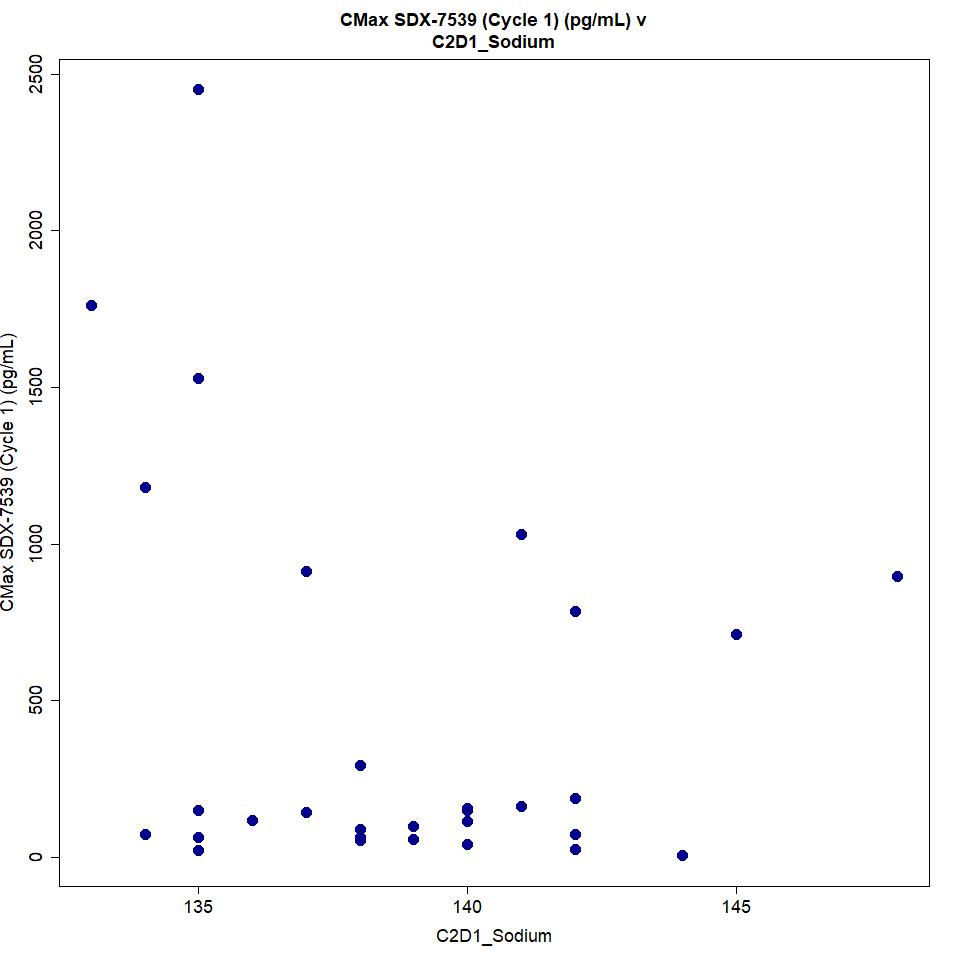 CMax SDX-7539 (Cycle 1) (pg/mL) v
C2D1_Sodium
2500
2000
1500
1000
500
0
CMax SDX-7539 (Cycle 1) (pg/mL)
135
140
145
C2D1_Sodium